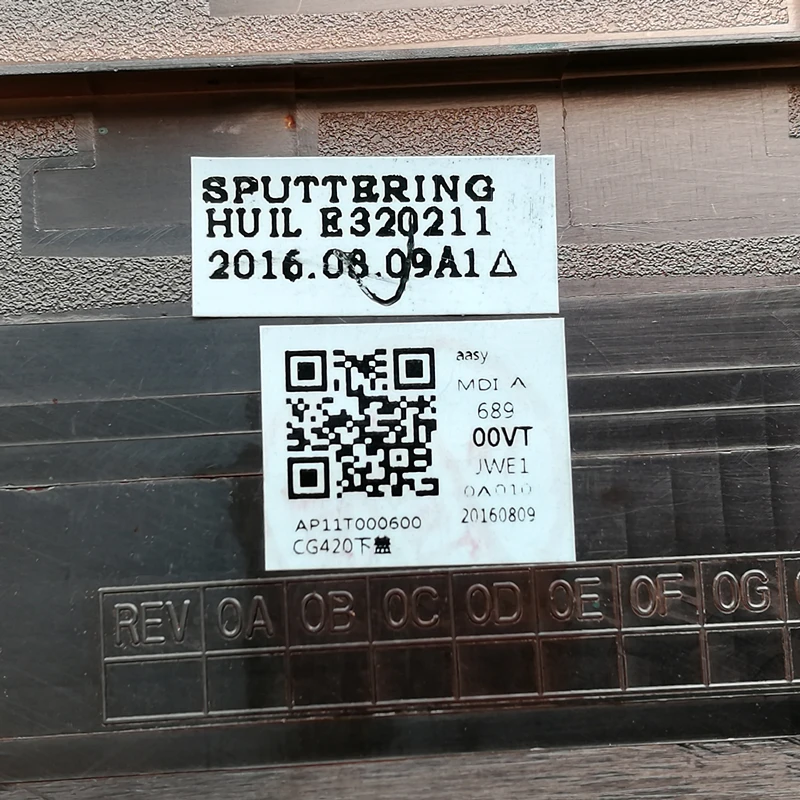 SPUTTERING
HUIL E320211
2016.08.09A1△
aasy
MDI A
689
00VT
JWE1
0A010
20160809
AP11T000600
CG420下盖
REV 0A 0B 0C 0D 0E 0F 0G